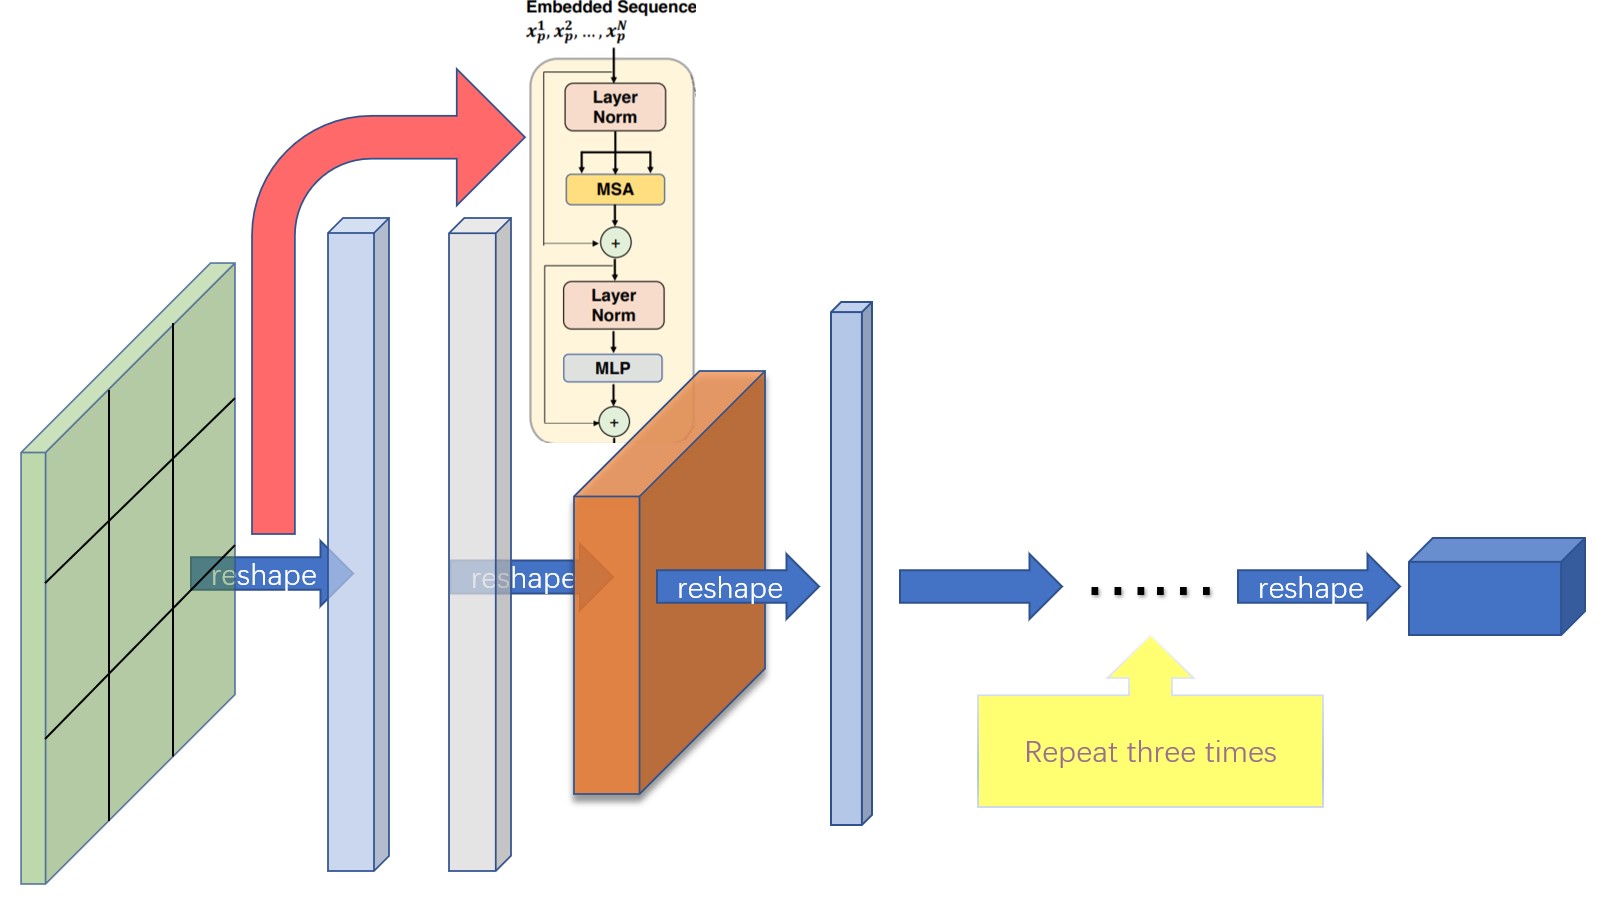 Embedded Sequence
x_p^1, x_p^2, ..., x_p^N
Layer
Norm
MSA
+
Layer
Norm
MLP
+
reshape
reshape
reshape
......
reshape
Repeat three times